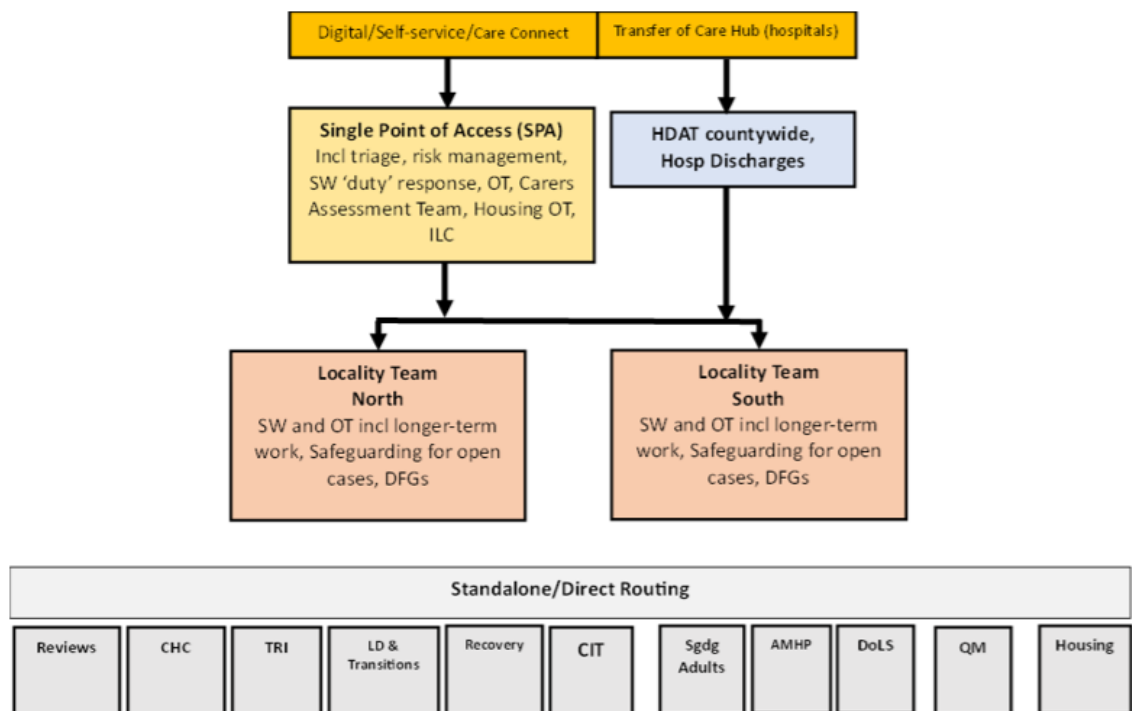 Digital/Self-service/Care Connect
Transfer of Care Hub (hospitals)
Single Point of Access (SPA)
Incl triage, risk management,
SW ‘duty’ response, OT, Carers
Assessment Team, Housing OT,
ILC
HDAT countywide,
Hosp Discharges
Locality Team
North
SW and OT incl longer-term
work, Safeguarding for open
cases, DFGs
Locality Team
South
SW and OT incl longer-term
work, Safeguarding for open
cases, DFGs
Standalone/Direct Routing
Reviews
CHC
TRI
LD &
Transitions
Recovery
CIT
Sgdg
Adults
AMHP
DoLS
QM
Housing